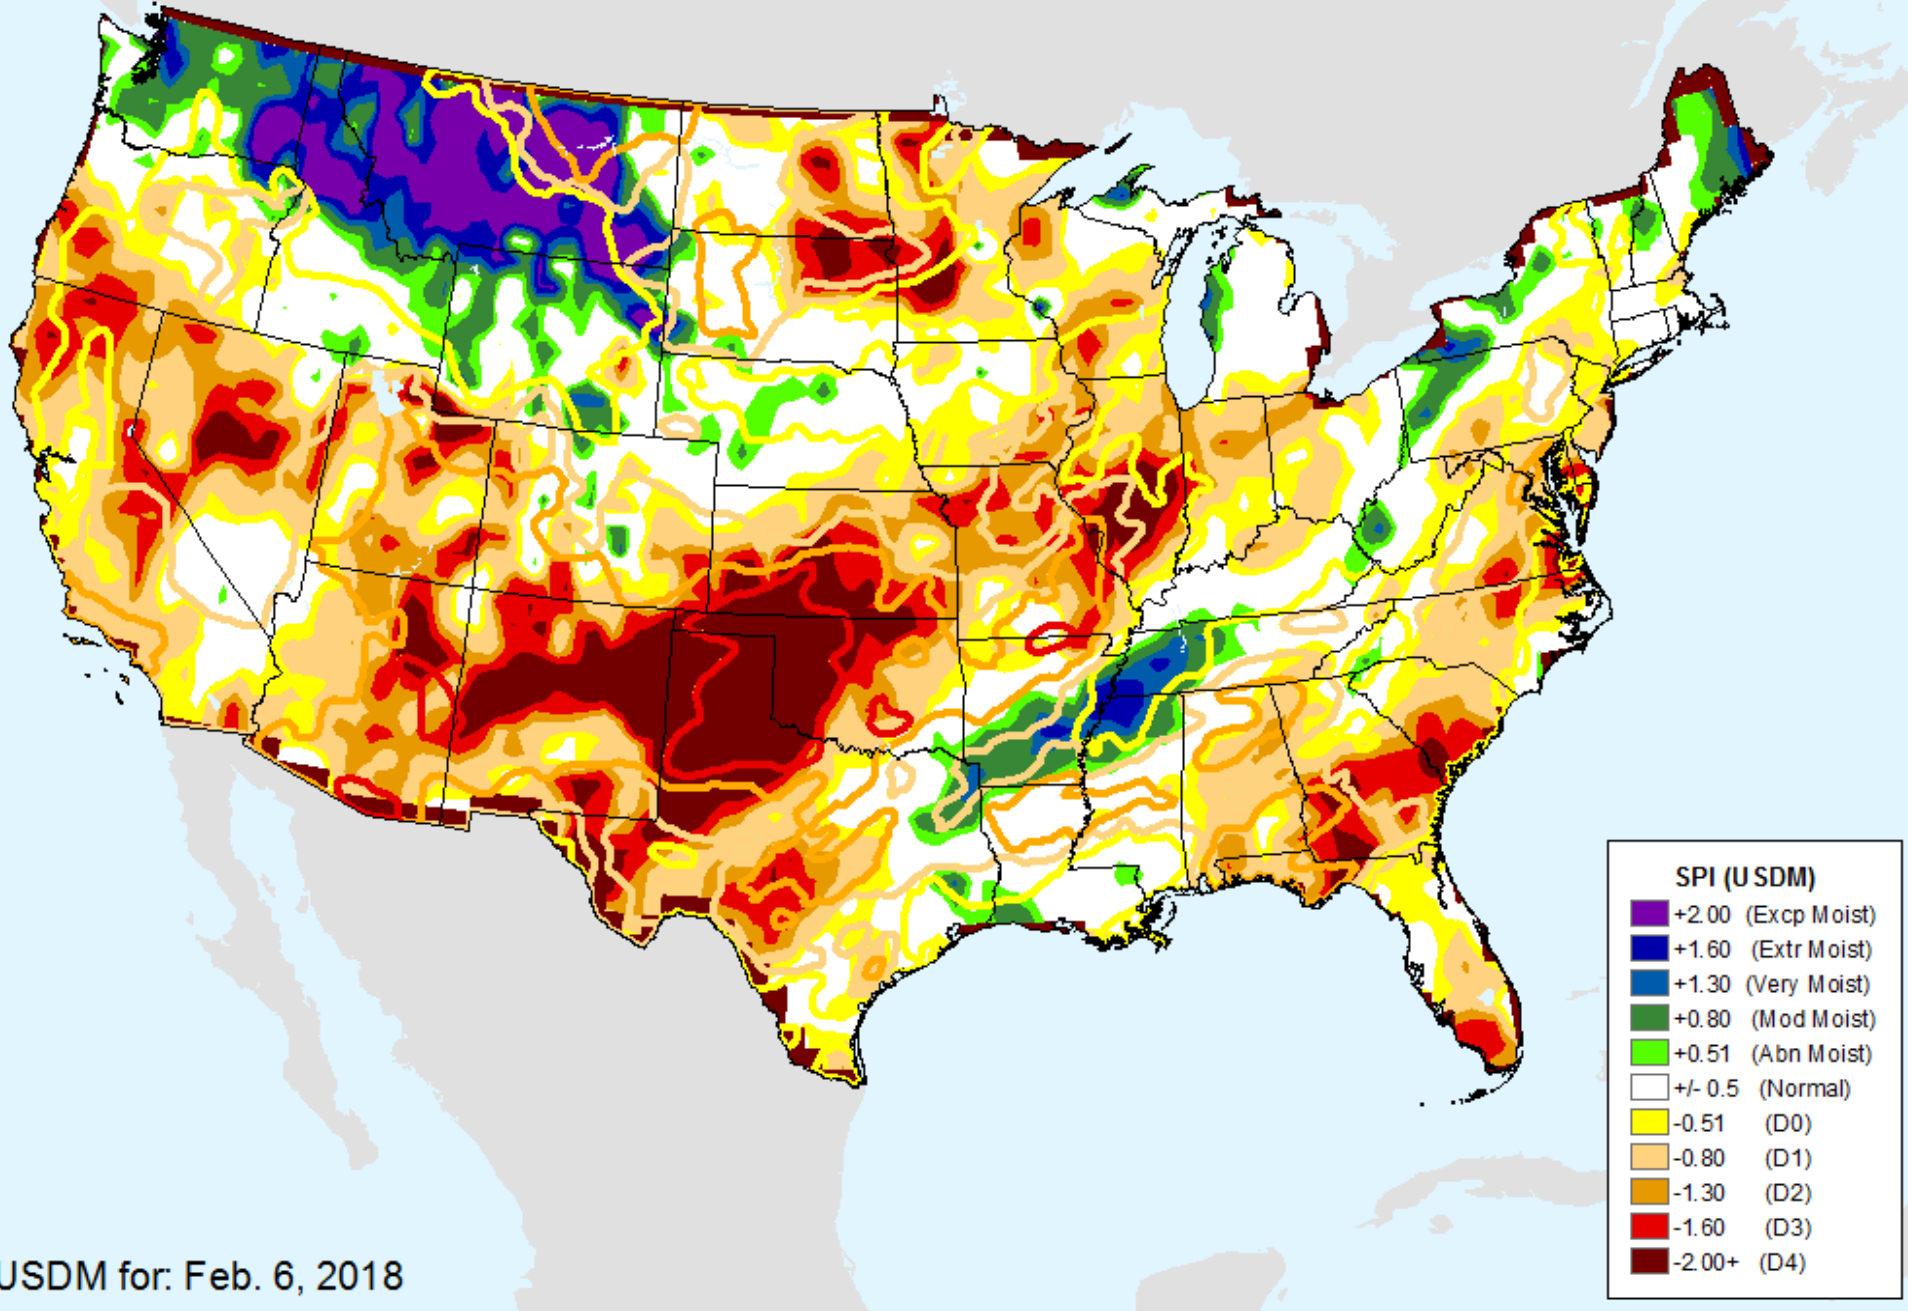 SPI (USDM)
+2.00 (Excp Moist)
+1.60 (Extr Moist)
+1.30 (Very Moist)
+0.80 (Mod Moist)
+0.51 (Abn Moist)
+/- 0.5 (Normal)
-0.51 (D0)
-0.80 (D1)
-1.30 (D2)
-1.60 (D3)
-2.00+ (D4)
USDM for: Feb. 6, 2018